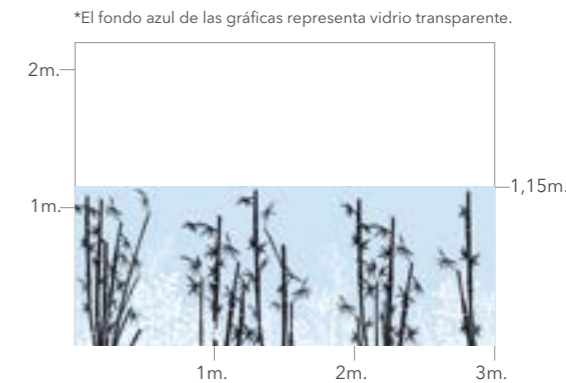 *El fondo azul de las gráficas representa vidrio transparente.
2m.
1,15m.
1m.
1m. 2m. 3m.